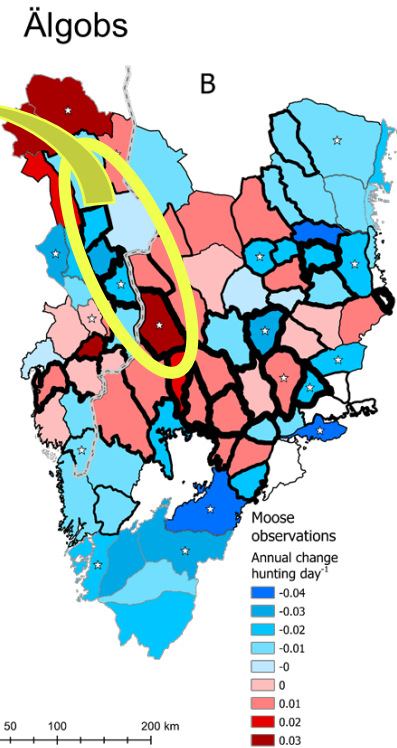 Älgobs
B
Moose
observations
Annual change
hunting day-1
-0.04
-0.03
-0.02
-0.01
-0
0
0.01
0.02
0.03
50 100 200 km